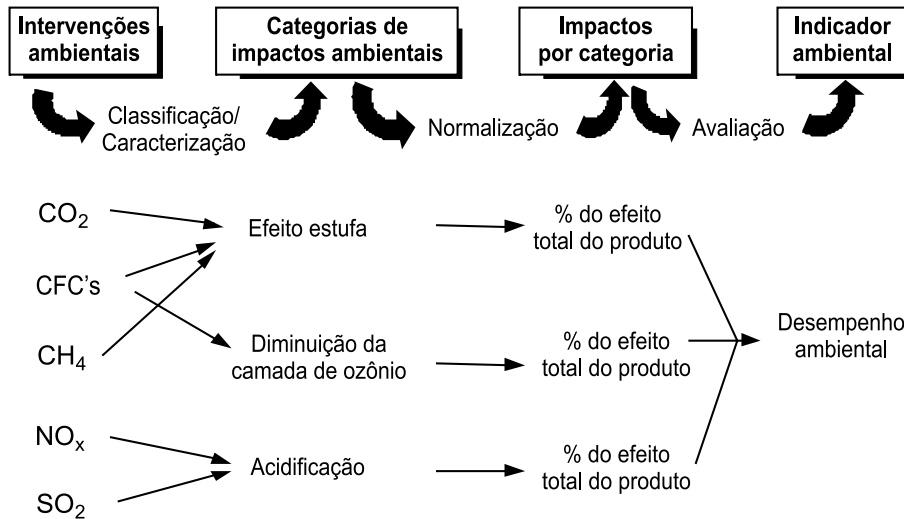 Intervenções
ambientais
Categorias de
impactos ambientais
Impactos
por categoria
Indicador
ambiental
Classificação/
Caracterização
Normalização
Avaliação
CO2
CFC's
CH4
NOx
SO2
Efeito estufa
Diminuição da
camada de ozônio
Acidificação
% do efeito
total do produto
% do efeito
total do produto
% do efeito
total do produto
Desempenho
ambiental